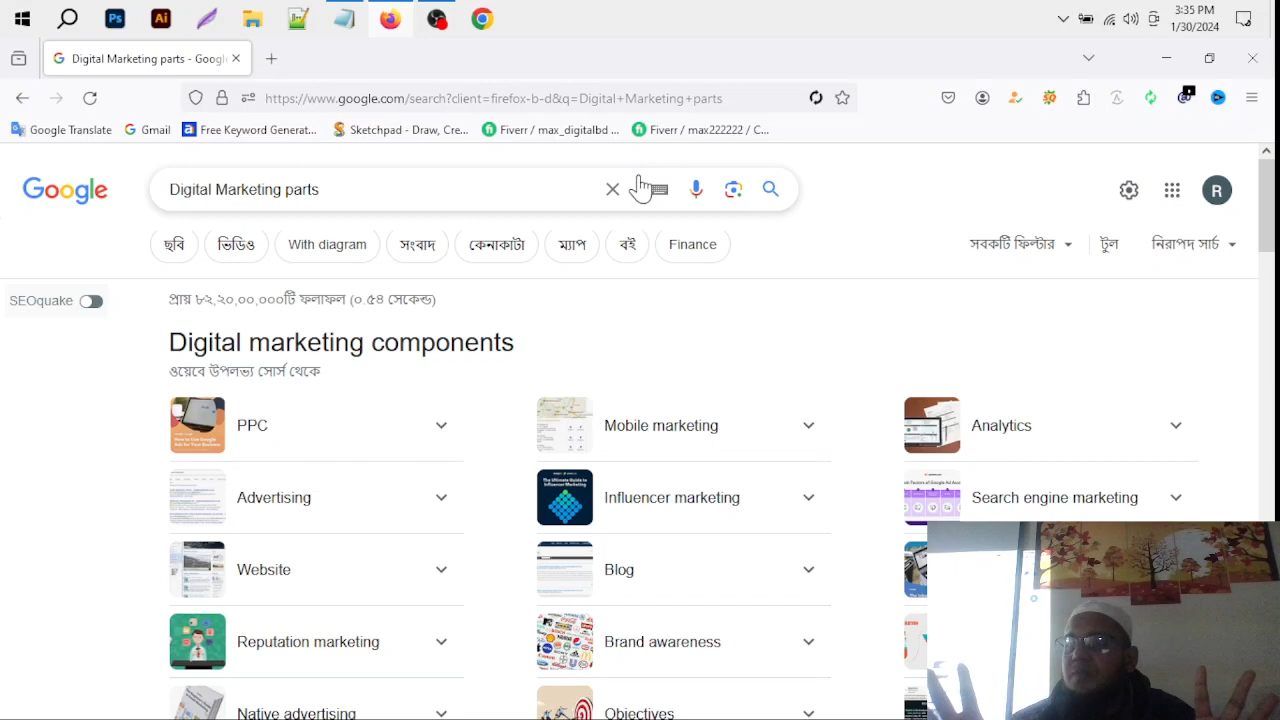 3:35 PM
1/30/2024
Digital Marketing parts - Googl
https://www.google.com/search?client=firefox-b-d&q=Digital+Marketing+parts
Google Translate
Gmail
Free Keyword Generat...
Sketchpad - Draw, Cre...
Fiverr / max_digitalbd ...
Fiverr / max222222 / C...
Google
Digital Marketing parts
R
ছবি
ভিডিও
With diagram
সংবাদ
কেনাকাটা
ম্যাপ
বই
Finance
সবকটি ফিল্টার
টুল
নিরাপদ সার্চ
SEOquake
প্রায় ৮২,২০,০০,০০০টি ফলাফল (০.৫৪ সেকেন্ড)
Digital marketing components
ওয়েবে উপলভ্য সোর্স থেকে
PPC
Mobile marketing
Analytics
Advertising
Influencer marketing
Search engine marketing
Website
Reputation marketing
Brand awareness
Native advertising
Objectives